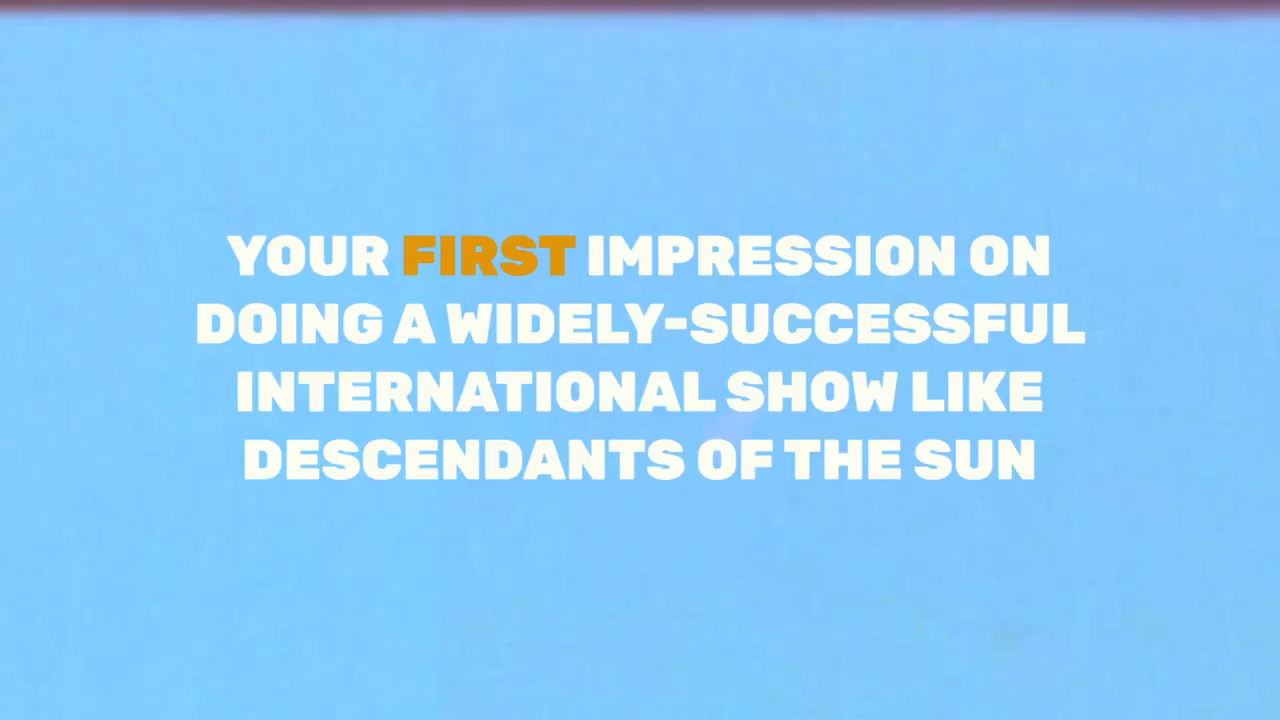 YOUR FIRST IMPRESSION ON
DOING A WIDELY-SUCCESSFUL
INTERNATIONAL SHOW LIKE
DESCENDANTS OF THE SUN